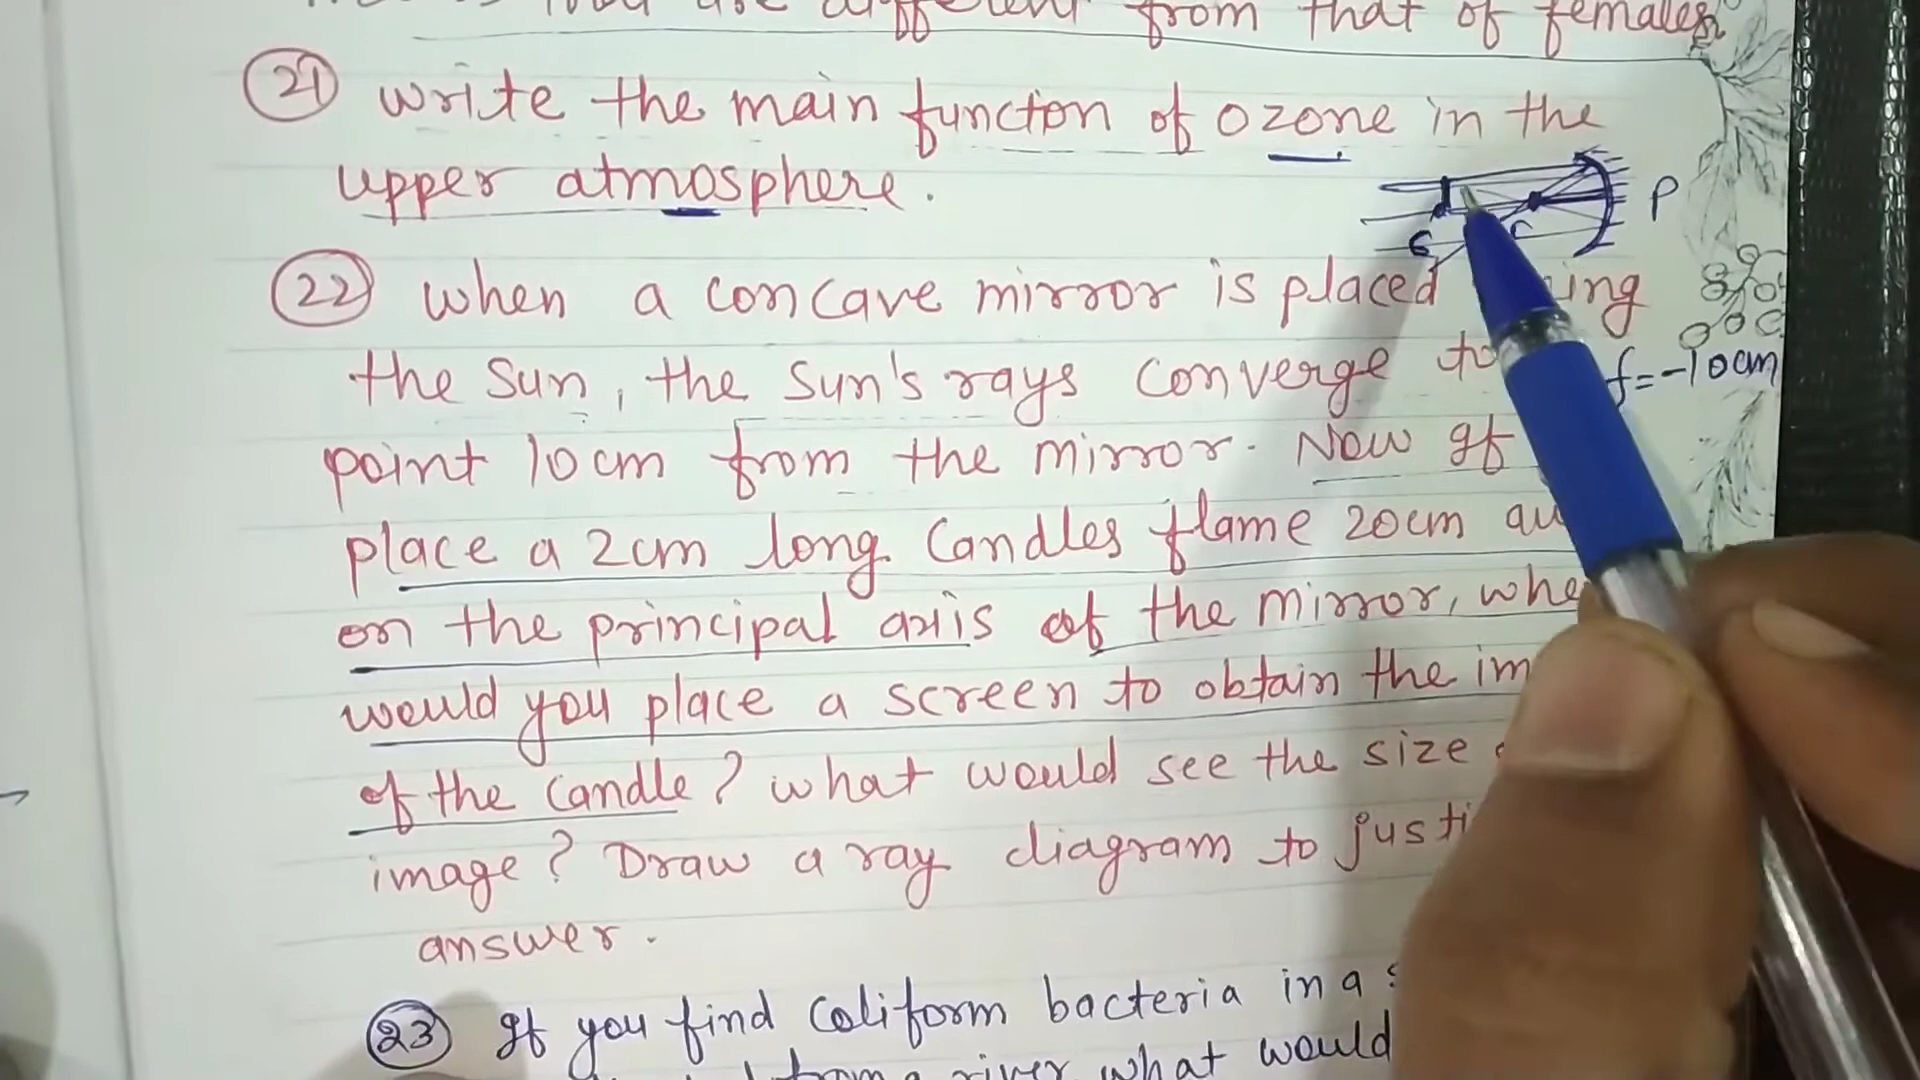 from that of females.
21 write the main function of ozone in the
upper atmosphere.
P
22 when a concave mirror is placed
the sun, the sun's rays converge to
f=-10cm
point 10cm from the mirror. Now If
place a 2cm long Candles flame 20cm
on the principal axis of the mirror,
would you place a screen to obtain the
of the candle? what would see the size
image? Draw a ray diagram to
answer.
23 If you find Coliform bacteria in a
what would